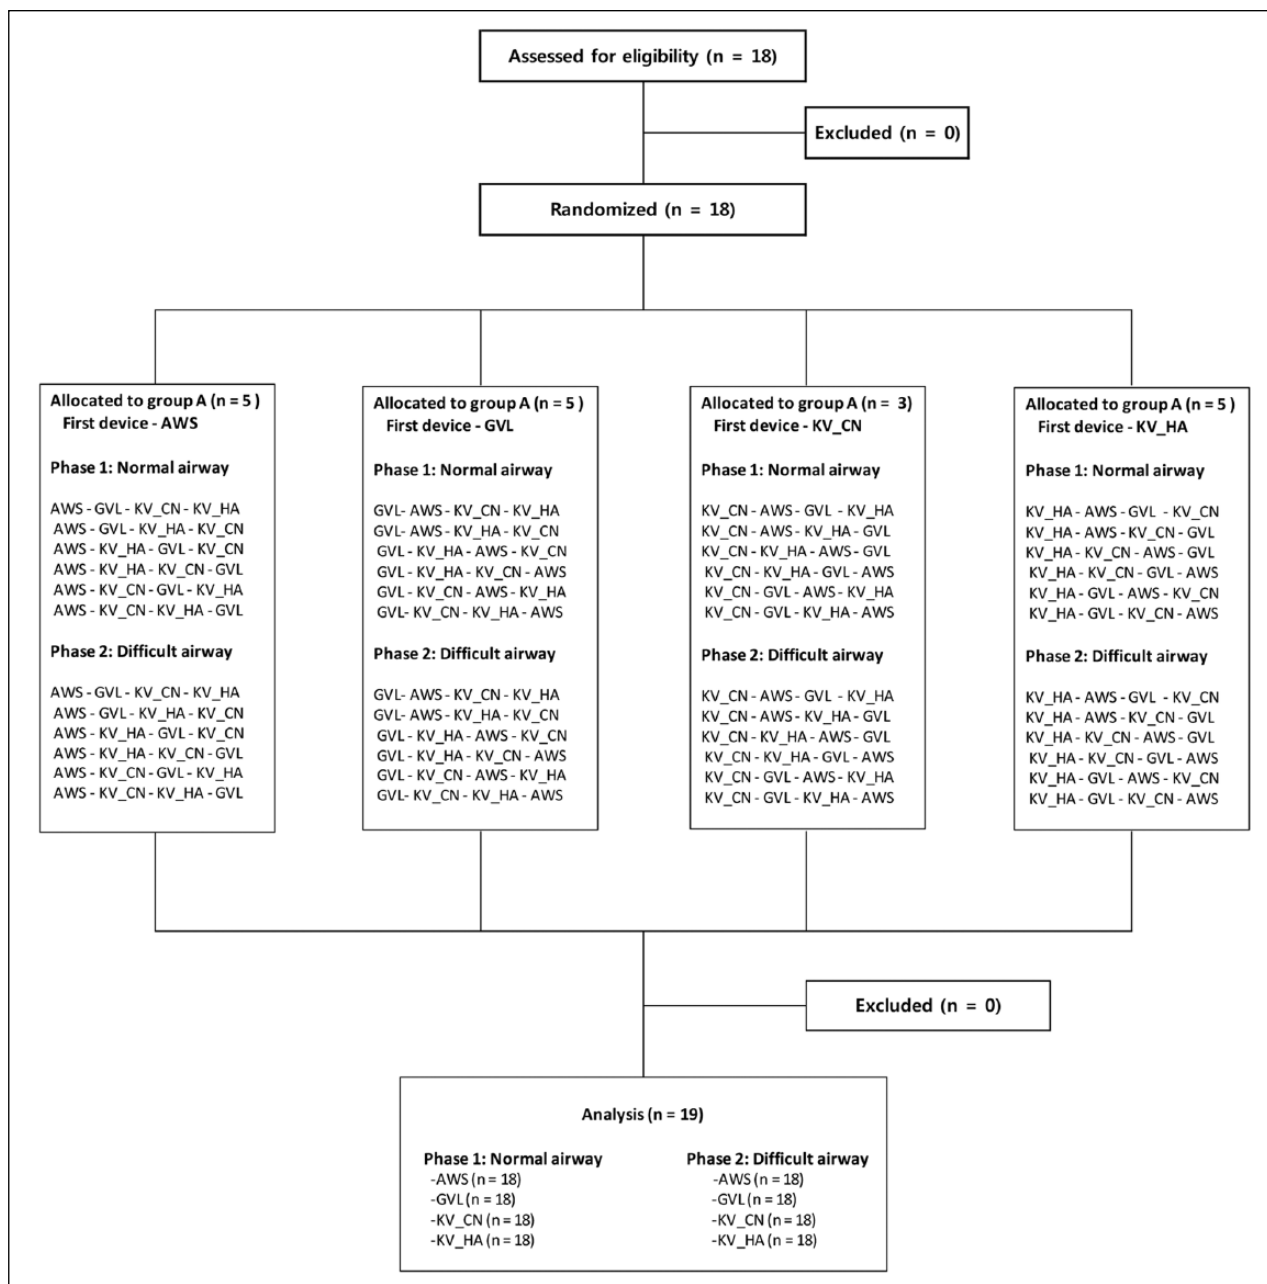 Assessed for eligibility (n = 18)
Excluded (n = 0)
Randomized (n = 18)
Allocated to group A (n = 5 )
First device - AWS
Phase 1: Normal airway
AWS - GVL - KV_CN - KV_HA
AWS - GVL - KV_HA - KV_CN
AWS - KV_HA - GVL - KV_CN
AWS - KV_HA - KV_CN - GVL
AWS - KV_CN - GVL - KV_HA
AWS - KV_CN - KV_HA - GVL
Phase 2: Difficult airway
AWS - GVL - KV_CN - KV_HA
AWS - GVL - KV_HA - KV_CN
AWS - KV_HA - GVL - KV_CN
AWS - KV_HA - KV_CN - GVL
AWS - KV_CN - GVL - KV_HA
AWS - KV_CN - KV_HA - GVL
Allocated to group A (n = 5 )
First device - GVL
Phase 1: Normal airway
GVL- AWS - KV_CN - KV_HA
GVL- AWS - KV_HA - KV_CN
GVL - KV_HA - AWS - KV_CN
GVL - KV_HA - KV_CN - AWS
GVL - KV_CN - AWS - KV_HA
GVL- KV_CN - KV_HA - AWS
Phase 2: Difficult airway
GVL- AWS - KV_CN - KV_HA
GVL- AWS - KV_HA - KV_CN
GVL - KV_HA - AWS - KV_CN
GVL - KV_HA - KV_CN - AWS
GVL - KV_CN - AWS - KV_HA
GVL- KV_CN - KV_HA - AWS
Allocated to group A (n = 3)
First device - KV_CN
Phase 1: Normal airway
KV_CN - AWS - GVL - KV_HA
KV_CN - AWS - KV_HA - GVL
KV_CN - KV_HA - AWS - GVL
KV_CN - KV_HA - GVL - AWS
KV_CN - GVL - AWS - KV_HA
KV_CN - GVL - KV_HA - AWS
Phase 2: Difficult airway
KV_CN - AWS - GVL - KV_HA
KV_CN - AWS - KV_HA - GVL
KV_CN - KV_HA - AWS - GVL
KV_CN - KV_HA - GVL - AWS
KV_CN - GVL - AWS - KV_HA
KV_CN - GVL - KV_HA - AWS
Allocated to group A (n = 5 )
First device - KV_HA
Phase 1: Normal airway
KV_HA - AWS - GVL - KV_CN
KV_HA - AWS - KV_CN - GVL
KV_HA - KV_CN - AWS - GVL
KV_HA - KV_CN - GVL - AWS
KV_HA - GVL - AWS - KV_CN
KV_HA - GVL - KV_CN - AWS
Phase 2: Difficult airway
KV_HA - AWS - GVL - KV_CN
KV_HA - AWS - KV_CN - GVL
KV_HA - KV_CN - AWS - GVL
KV_HA - KV_CN - GVL - AWS
KV_HA - GVL - AWS - KV_CN
KV_HA - GVL - KV_CN - AWS
Excluded (n = 0)
Analysis (n = 19)
Phase 1: Normal airway
-AWS (n = 18)
-GVL (n = 18)
-KV_CN (n = 18)
-KV_HA (n = 18)
Phase 2: Difficult airway
-AWS (n = 18)
-GVL (n = 18)
-KV_CN (n = 18)
-KV_HA (n = 18)